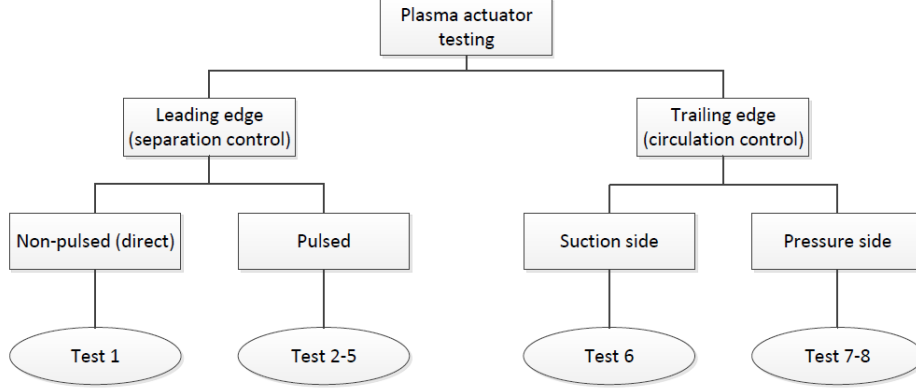 Plasma actuator
testing
Leading edge
(separation control)
Trailing edge
(circulation control)
Non-pulsed (direct)
Pulsed
Suction side
Pressure side
Test 1
Test 2-5
Test 6
Test 7-8